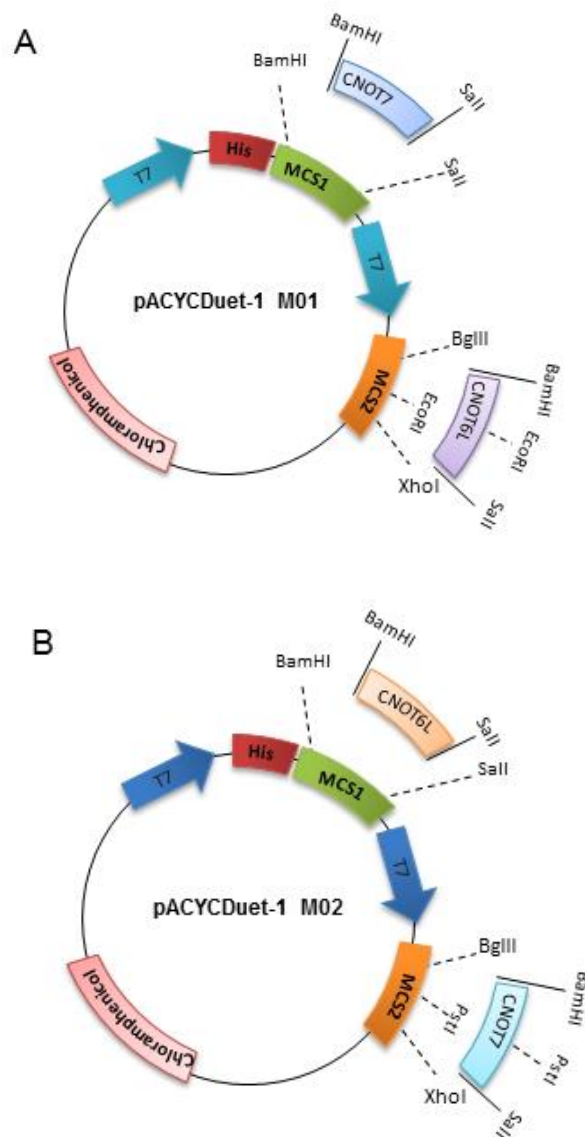 A
BamHI
CNOT7
SalI
BamHI
His
MCS1
SalI
T7
T7
pACYCDuet-1 M01
BglII
MCS2
EcoRI
XhoI
BamHI
CNOT6L
EcoRI
SalI
Chloramphenicol
B
BamHI
CNOT6L
SalI
BamHI
His
MCS1
SalI
T7
T7
pACYCDuet-1 M02
BglII
MCS2
PstI
XhoI
BamHI
CNOT7
PstI
SalI
Chloramphenicol